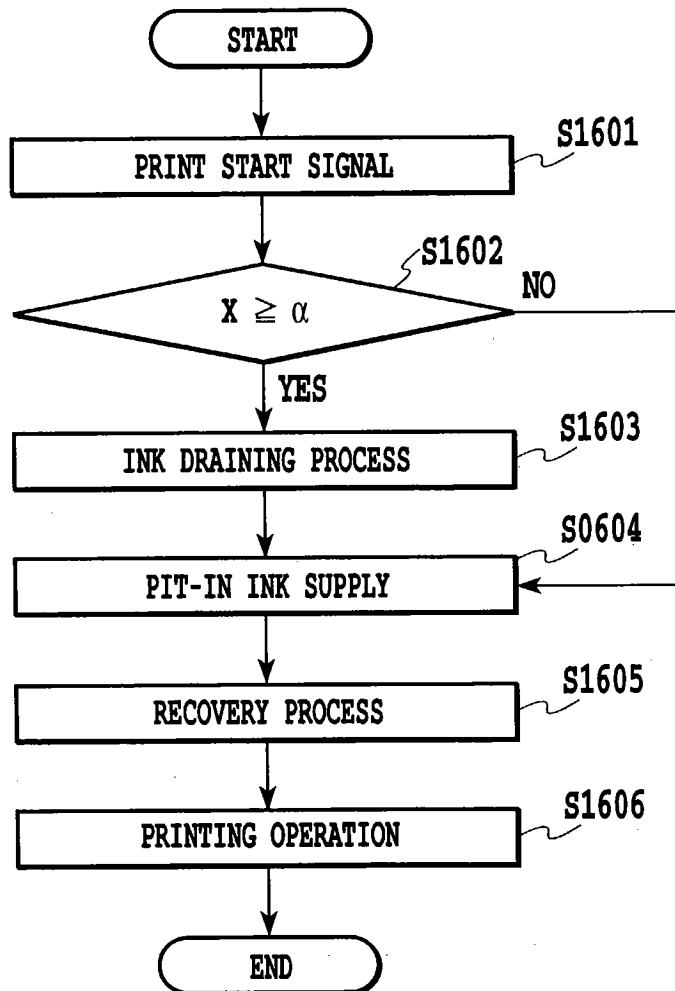 START
S1601
PRINT START SIGNAL
S1602
X ≧ α
NO
YES
S1603
INK DRAINING PROCESS
S0604
PIT-IN INK SUPPLY
S1605
RECOVERY PROCESS
S1606
PRINTING OPERATION
END